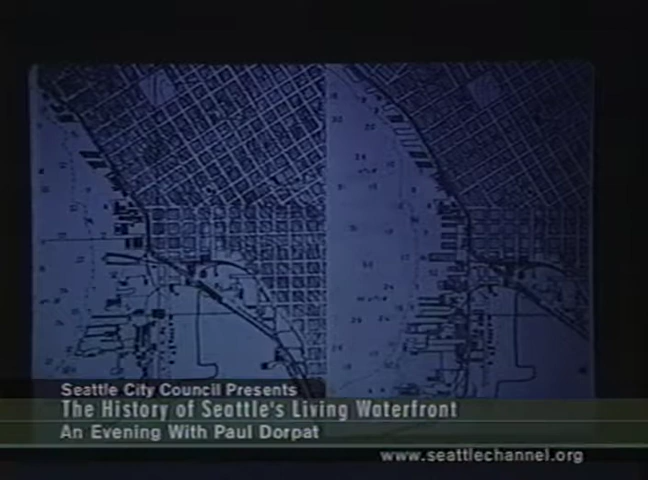 Seattle City Council Presents
The History of Seattle's Living Waterfront
An Evening With Paul Dorpat
www.seattlechannel.org